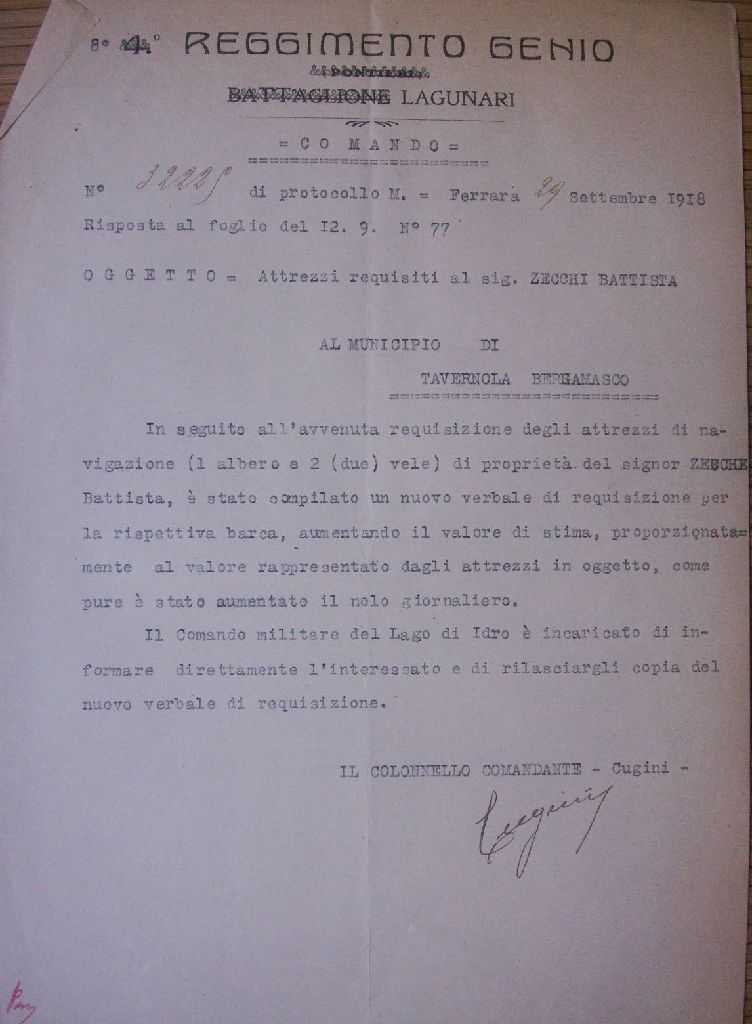 8° 4.° REGGIMENTO GENIO
(PONTIERI)
BATTAGLIONE LAGUNARI
= C O M A N D O =
N° 32225 di protocollo M. = Ferrara 29 Settembre 1918
Risposta al foglio del 12. 9. N° 77
O G G E T T O = Attrezzi requisiti al sig. ZECCHI BATTISTA
AL MUNICIPIO DI
TAVERNOLA BERGAMASCO
In seguito all'avvenuta requisizione degli attrezzi di na-
vigazione (1 albero e 2 (due) vele) di proprietà del signor ZECCHE
Battista, è stato compilato un nuovo verbale di requisizione per
la rispettiva barca, aumentando il valore di stima, proporzionata=
mente al valore rappresentato dagli attrezzi in oggetto, come
pure è stato aumentato il nolo giornaliero.
Il Comando militare del Lago di Idro è incaricato di in-
formare direttamente l'interessato e di rilasciargli copia del
nuovo verbale di requisizione.
IL COLONNELLO COMANDANTE - Cugini -
Cugini